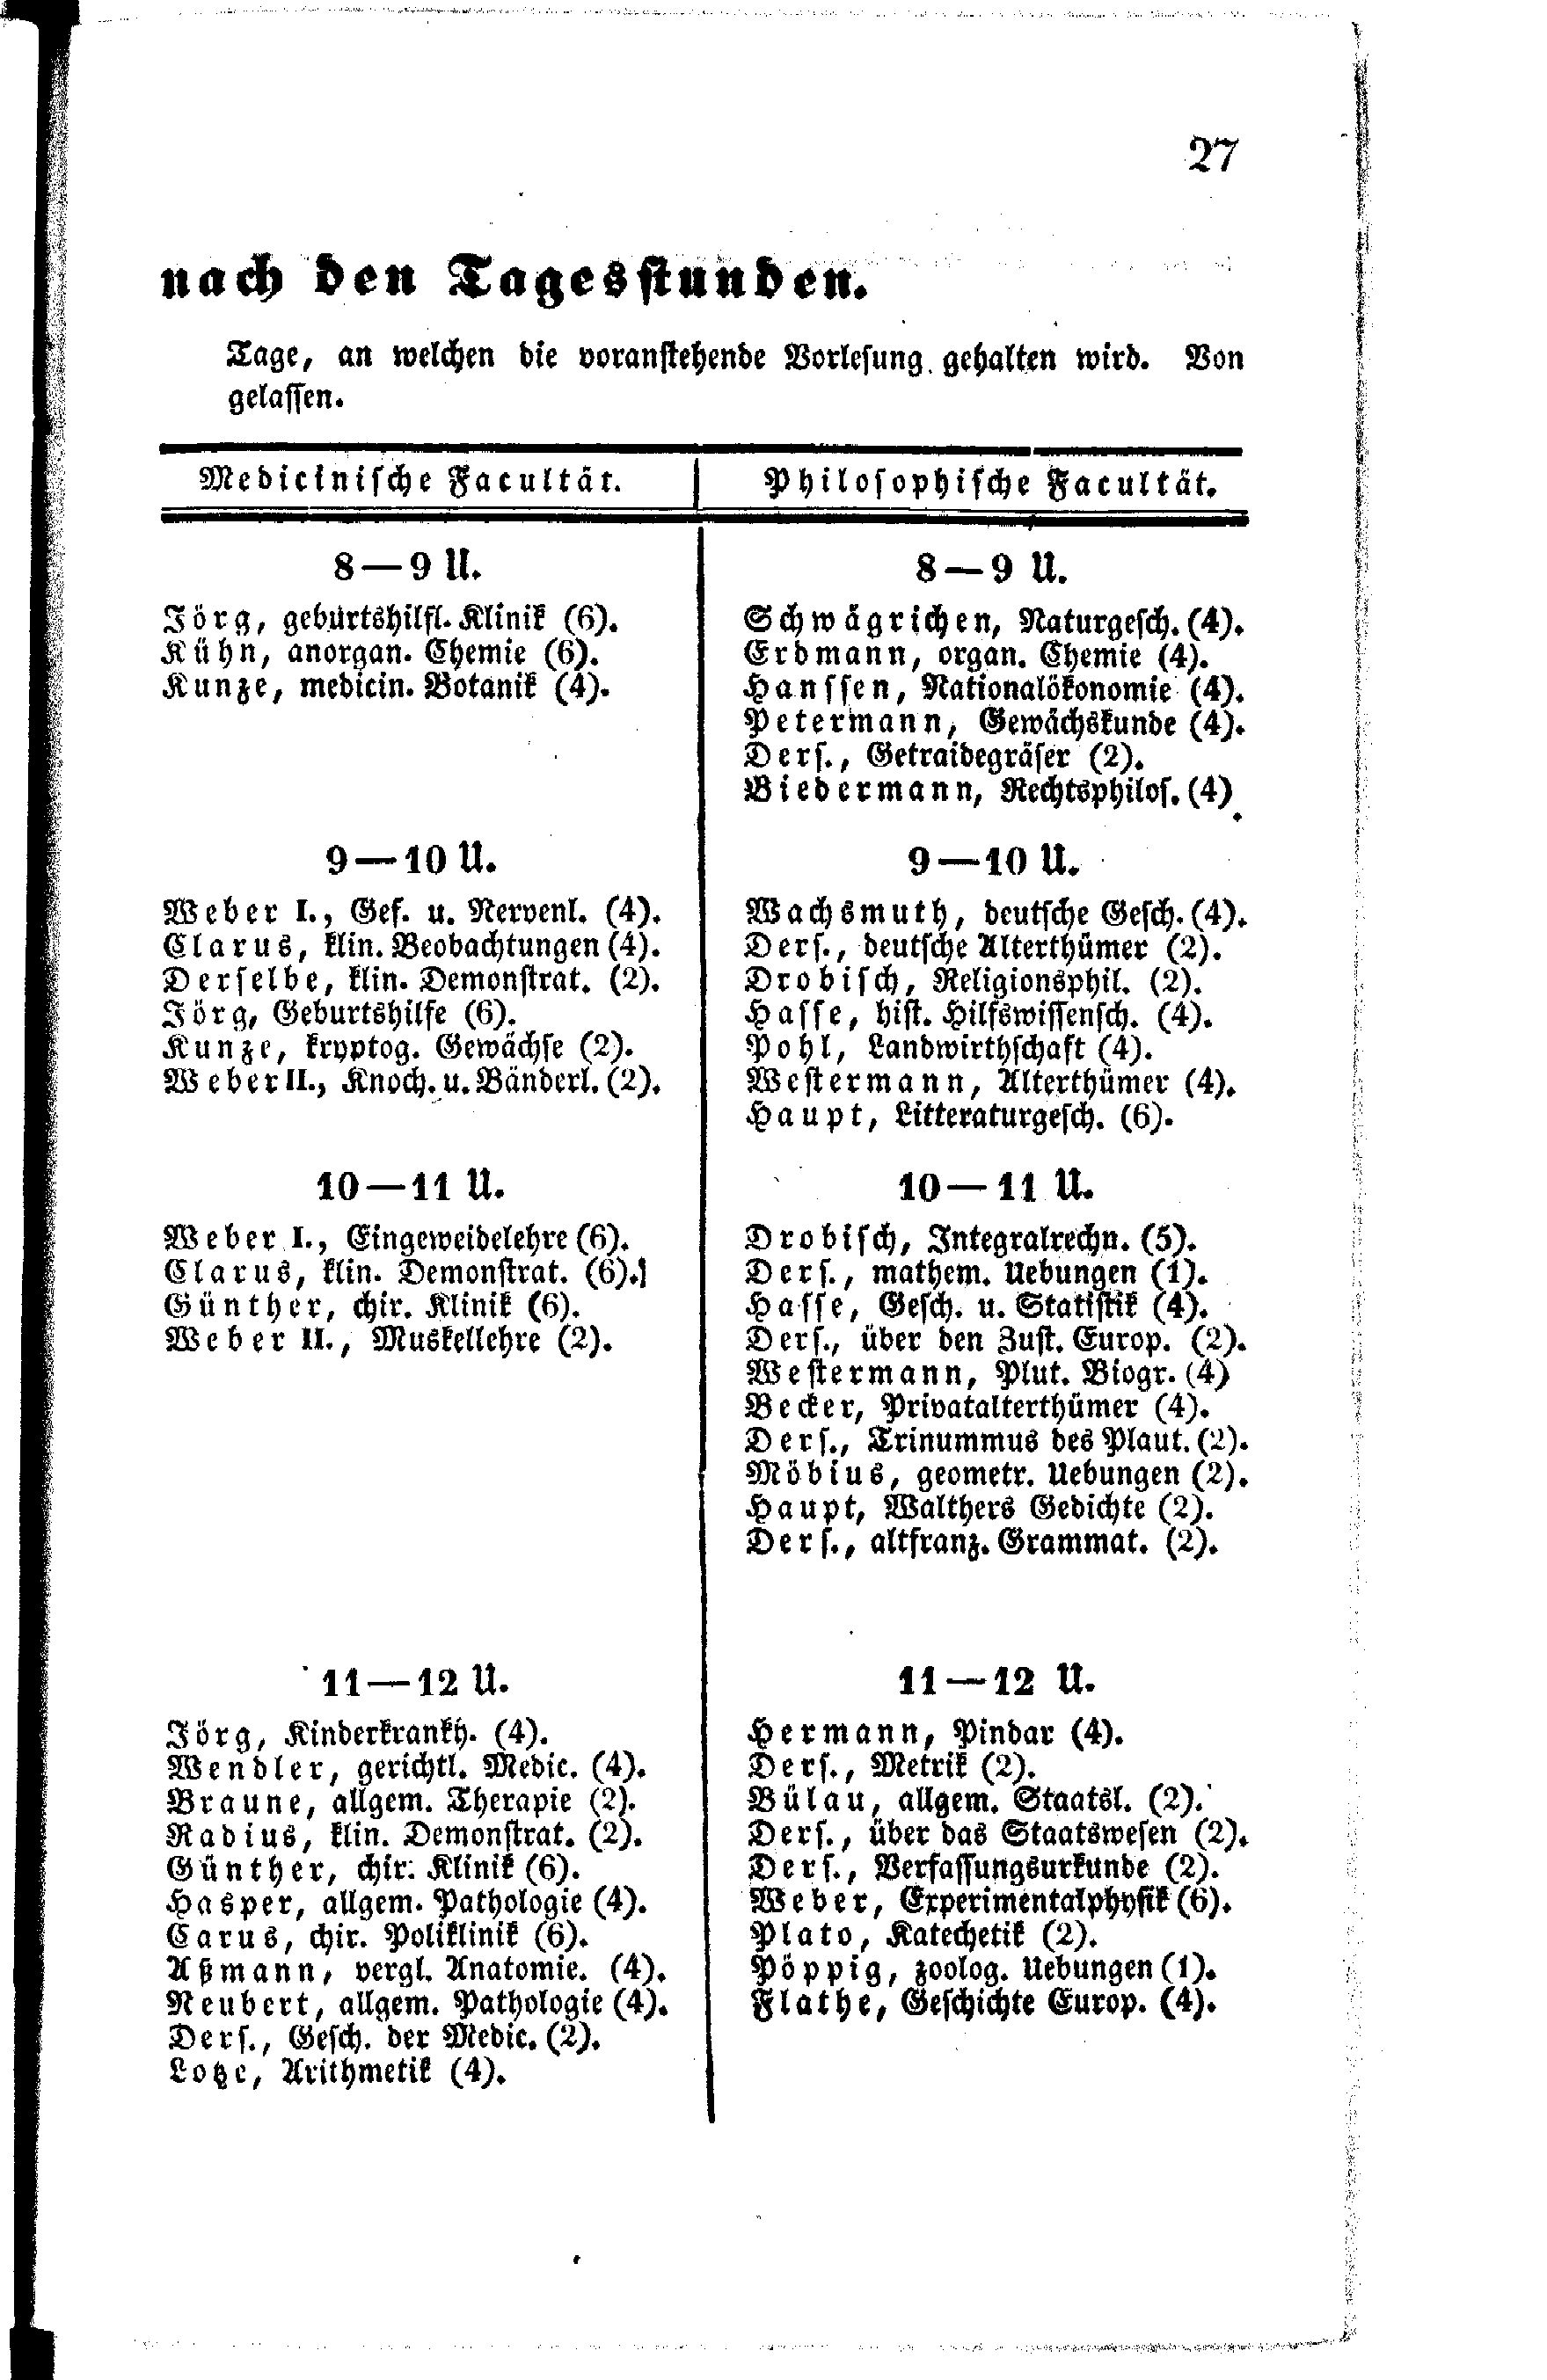 27
nach den Tagesstunden.
Tage, an welchen die voranstehende Vorlesung gehalten wird. Von
gelassen.
Medicinische Facultät.
8—9 U.
Jörg, geburtshilfl. Klinik (6).
Kühn, anorgan. Chemie (6).
Kunze, medicin. Botanik (4).
9—10 U.
Weber I., Gef. u. Nervenl. (4).
Clarus, klin. Beobachtungen (4).
Derselbe, klin. Demonstrat. (2).
Jörg, Geburtshilfe (6).
Kunze, kryptog. Gewächse (2).
Weber II., Knoch. u. Bänderl. (2).
10—11 U.
Weber I., Eingeweidelehre (6).
Clarus, klin. Demonstrat. (6).
Günther, chir. Klinik (6).
Weber II., Muskellehre (2).
11—12 U.
Jörg, Kinderkrankh. (4).
Wendler, gerichtl. Medic. (4).
Braune, allgem. Therapie (2).
Radius, klin. Demonstrat. (2).
Günther, chir. Klinik (6).
Hasper, allgem. Pathologie (4).
Carus, chir. Poliklinik (6).
Aßmann, vergl. Anatomie. (4).
Neubert, allgem. Pathologie (4).
Ders., Gesch. der Medic. (2).
Lotze, Arithmetik (4).
Philosophische Facultät.
8—9 U.
Schwägrichen, Naturgesch. (4).
Erdmann, organ. Chemie (4).
Hanssen, Nationalökonomie (4).
Petermann, Gewächskunde (4).
Ders., Getraidegräser (2).
Biedermann, Rechtsphilos. (4).
9—10 U.
Wachsmuth, deutsche Gesch. (4).
Ders., deutsche Alterthümer (2).
Drobisch, Religionsphil. (2).
Hasse, hist. Hilfswissensch. (4).
Pohl, Landwirthschaft (4).
Westermann, Alterthümer (4).
Haupt, Litteraturgesch. (6).
10—11 U.
Drobisch, Integralrechn. (5).
Ders., mathem. Uebungen (1).
Hasse, Gesch. u. Statistik (4).
Ders., über den Zust. Europ. (2).
Westermann, Plut. Biogr. (4)
Becker, Privatalterthümer (4).
Ders., Trinummus des Plaut. (2).
Möbius, geometr. Uebungen (2).
Haupt, Walthers Gedichte (2).
Ders., altfranz. Grammat. (2).
11—12 U.
Hermann, Pindar (4).
Ders., Metrik (2).
Bülau, allgem. Staatsl. (2).
Ders., über das Staatswesen (2).
Ders., Verfassungsurkunde (2).
Weber, Experimentalphysik (6).
Plato, Katechetik (2).
Pöppig, zoolog. Uebungen (1).
Flathe, Geschichte Europ. (4).